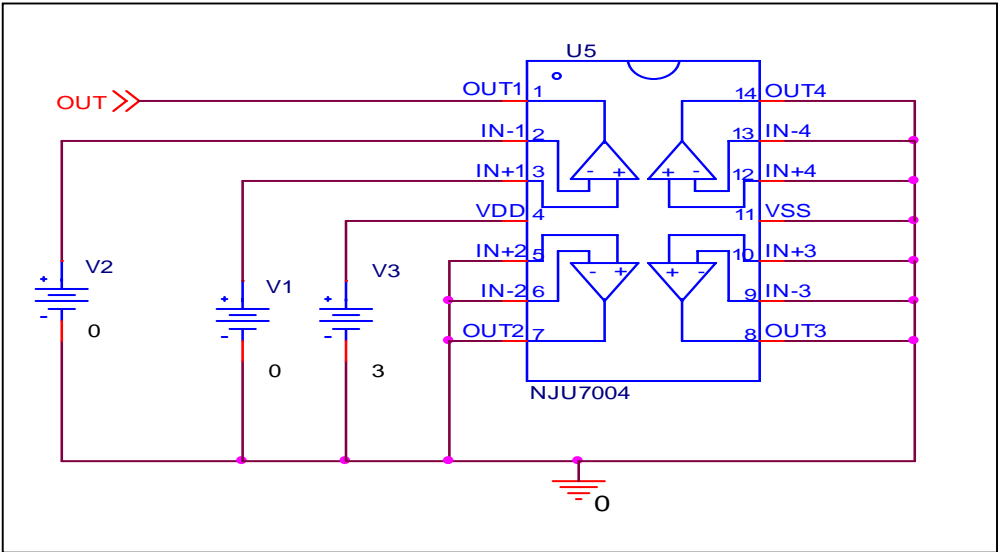 U5
OUT
OUT1 1
14 OUT4
IN-1 2
13 IN-4
IN+1 3
12 IN+4
VDD 4
11 VSS
IN+2 5
10 IN+3
IN-2 6
9 IN-3
OUT2 7
8 OUT3
- +
+ -
- +
+ -
V2
+
-
0
V1
+
-
0
V3
+
-
3
NJU7004
0